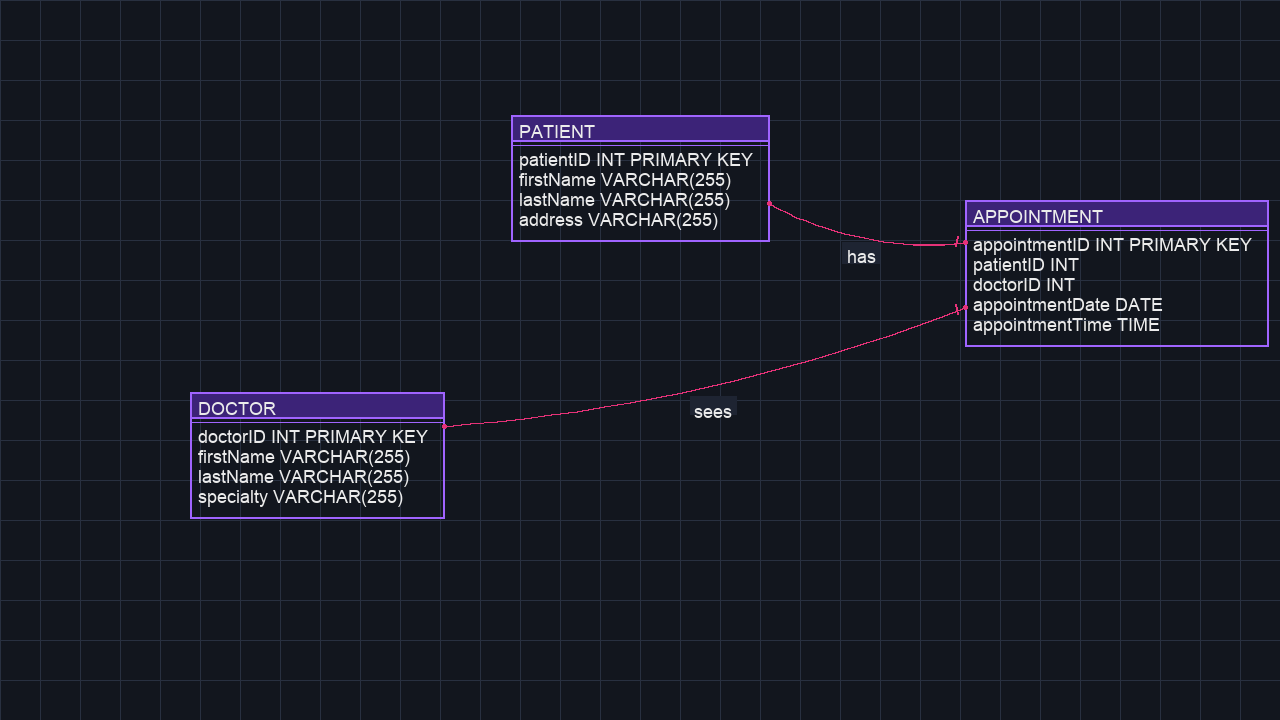 PATIENT
patientID INT PRIMARY KEY
firstName VARCHAR(255)
lastName VARCHAR(255)
address VARCHAR(255)
has
APPOINTMENT
appointmentID INT PRIMARY KEY
patientID INT
doctorID INT
appointmentDate DATE
appointmentTime TIME
sees
DOCTOR
doctorID INT PRIMARY KEY
firstName VARCHAR(255)
lastName VARCHAR(255)
specialty VARCHAR(255)